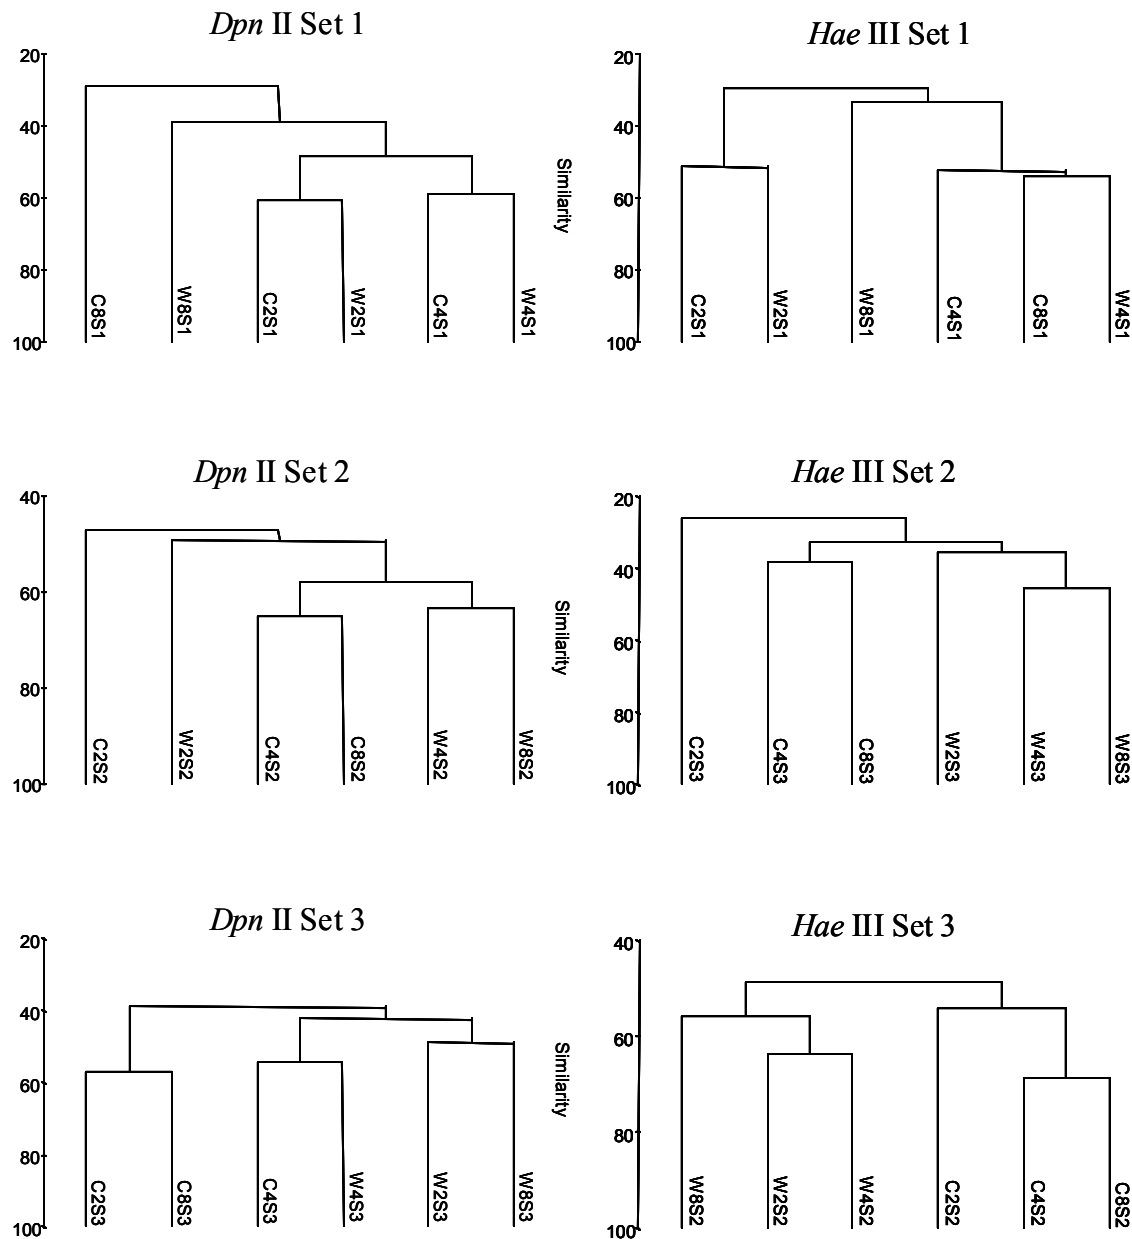 Dpn II Set 1
20
40
60
80
100
C8S1
W8S1
C2S1
W2S1
C4S1
W4S1
Hae III Set 1
Similarity
20
40
60
80
100
C2S1
W2S1
W8S1
C4S1
C8S1
W4S1
Dpn II Set 2
40
60
80
100
C2S2
W2S2
C4S2
C8S2
W4S2
W8S2
Hae III Set 2
Similarity
20
40
60
80
100
C2S3
C4S3
C8S3
W2S3
W4S3
W8S3
Dpn II Set 3
20
40
60
80
100
C2S3
C8S3
C4S3
W4S3
W2S3
W8S3
Hae III Set 3
Similarity
40
60
80
100
W8S2
W2S2
W4S2
C2S2
C4S2
C8S2